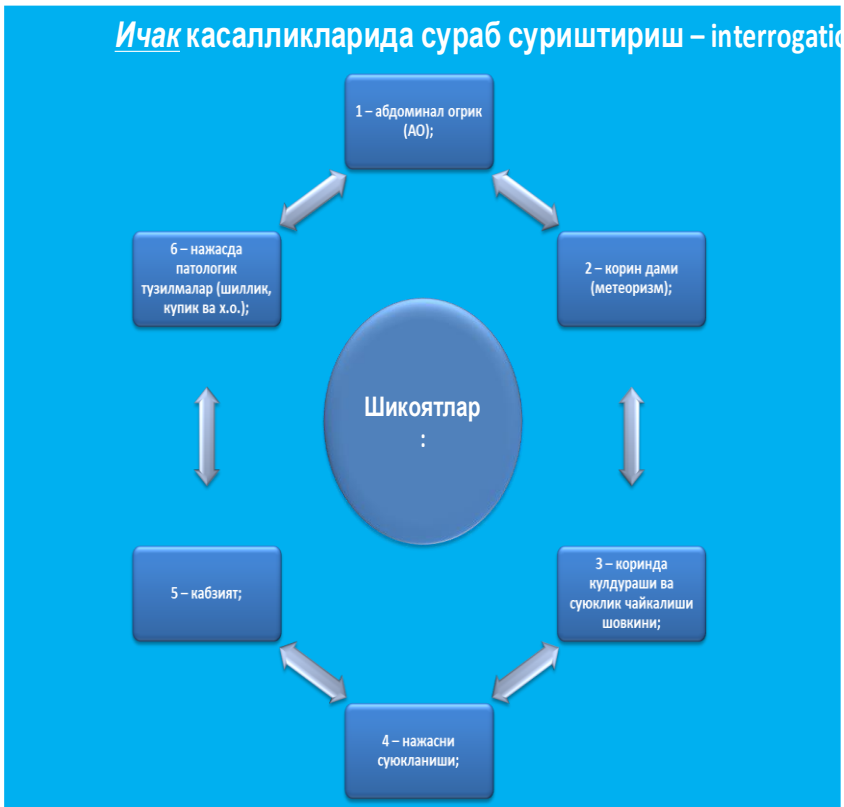 Ичак касалликларида сураб суриштириш – interrogatio
1 – абдоминал огрик
(АО);
2 – корин дами
(метеоризм);
3 – коринда
кулдураши ва
суюклик чайкалиши
шовкини;
4 – нажасни
суюкланиши;
5 – кабзият;
6 – нажасда
патологик
тузилмалар (шиллик,
купик ва х.о.);
Шикоятлар
: